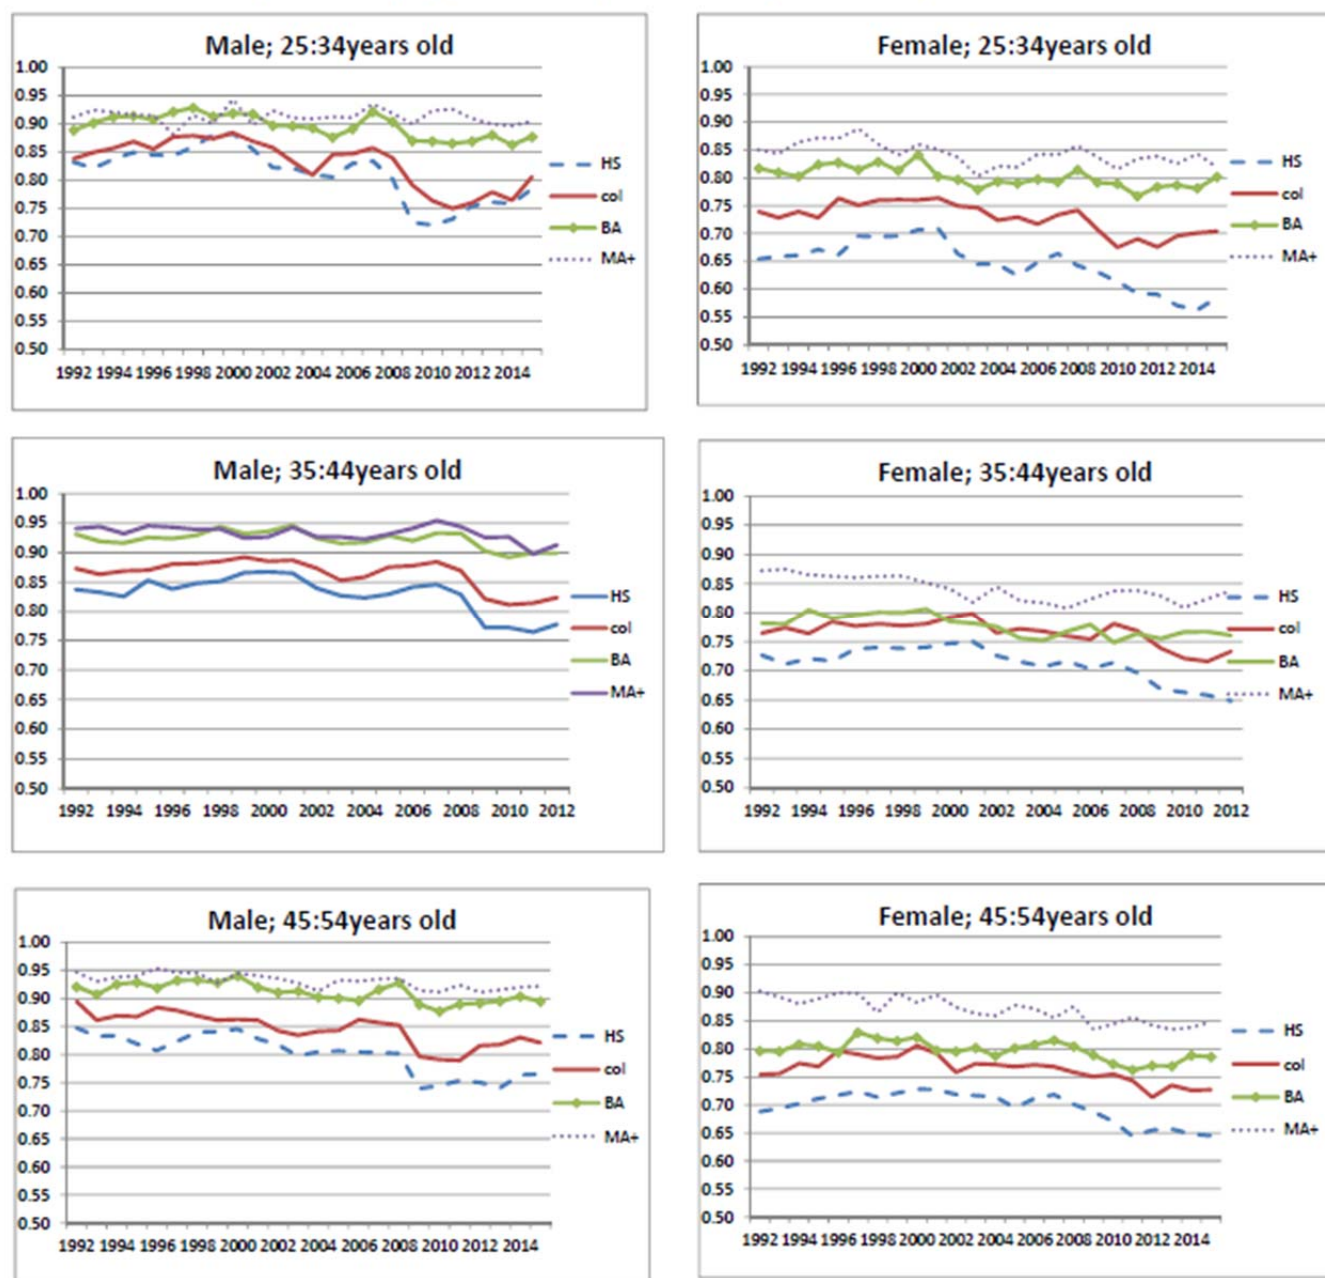 Male; 25:34years old
1.00
0.95
0.90
0.85
0.80
0.75
0.70
0.65
0.60
0.55
0.50
1992 1994 1996 1998 2000 2002 2004 2006 2008 2010 2012 2014
HS
col
BA
MA+
Female; 25:34years old
1.00
0.95
0.90
0.85
0.80
0.75
0.70
0.65
0.60
0.55
0.50
1992 1994 1996 1998 2000 2002 2004 2006 2008 2010 2012 2014
HS
col
BA
MA+
Male; 35:44years old
1.00
0.95
0.90
0.85
0.80
0.75
0.70
0.65
0.60
0.55
0.50
1992 1994 1996 1998 2000 2002 2004 2006 2008 2010 2012
HS
col
BA
MA+
Female; 35:44years old
1.00
0.95
0.90
0.85
0.80
0.75
0.70
0.65
0.60
0.55
0.50
1992 1994 1996 1998 2000 2002 2004 2006 2008 2010 2012
HS
col
BA
MA+
Male; 45:54years old
1.00
0.95
0.90
0.85
0.80
0.75
0.70
0.65
0.60
0.55
0.50
1992 1994 1996 1998 2000 2002 2004 2006 2008 2010 2012 2014
HS
col
BA
MA+
Female; 45:54years old
1.00
0.95
0.90
0.85
0.80
0.75
0.70
0.65
0.60
0.55
0.50
1992 1994 1996 1998 2000 2002 2004 2006 2008 2010 2012 2014
HS
col
BA
MA+